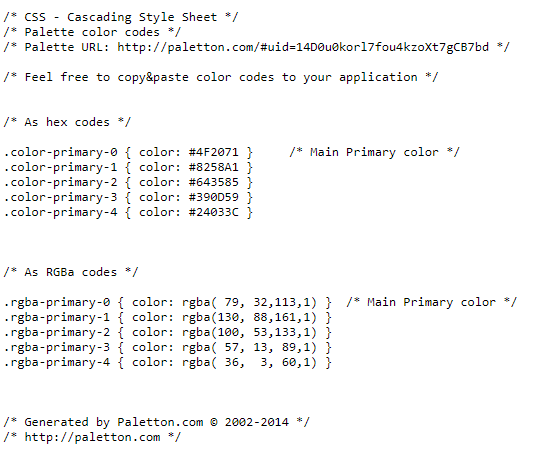 /* CSS - Cascading Style Sheet */
/* Palette color codes */
/* Palette URL: http://paletton.com/#uid=14D0u0korl7fou4kzoXt7gCB7bd */
/* Feel free to copy&paste color codes to your application */
/* As hex codes */
.color-primary-0 { color: #4F2071 }     /* Main Primary color */
.color-primary-1 { color: #8258A1 }
.color-primary-2 { color: #643585 }
.color-primary-3 { color: #390D59 }
.color-primary-4 { color: #24033C }
/* As RGBa codes */
.rgba-primary-0 { color: rgba( 79, 32,113,1) }  /* Main Primary color */
.rgba-primary-1 { color: rgba(130, 88,161,1) }
.rgba-primary-2 { color: rgba(100, 53,133,1) }
.rgba-primary-3 { color: rgba( 57, 13, 89,1) }
.rgba-primary-4 { color: rgba( 36,  3, 60,1) }
/* Generated by Paletton.com © 2002-2014 */
/* http://paletton.com */